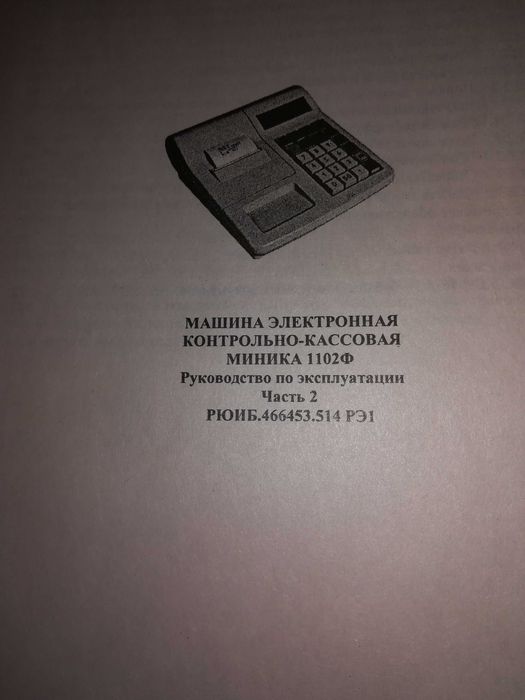 МАШИНА ЭЛЕКТРОННАЯ
КОНТРОЛЬНО-КАССОВАЯ
МИНИКА 1102Ф
Руководство по эксплуатации
Часть 2
РЮИБ.466453.514 РЭ1